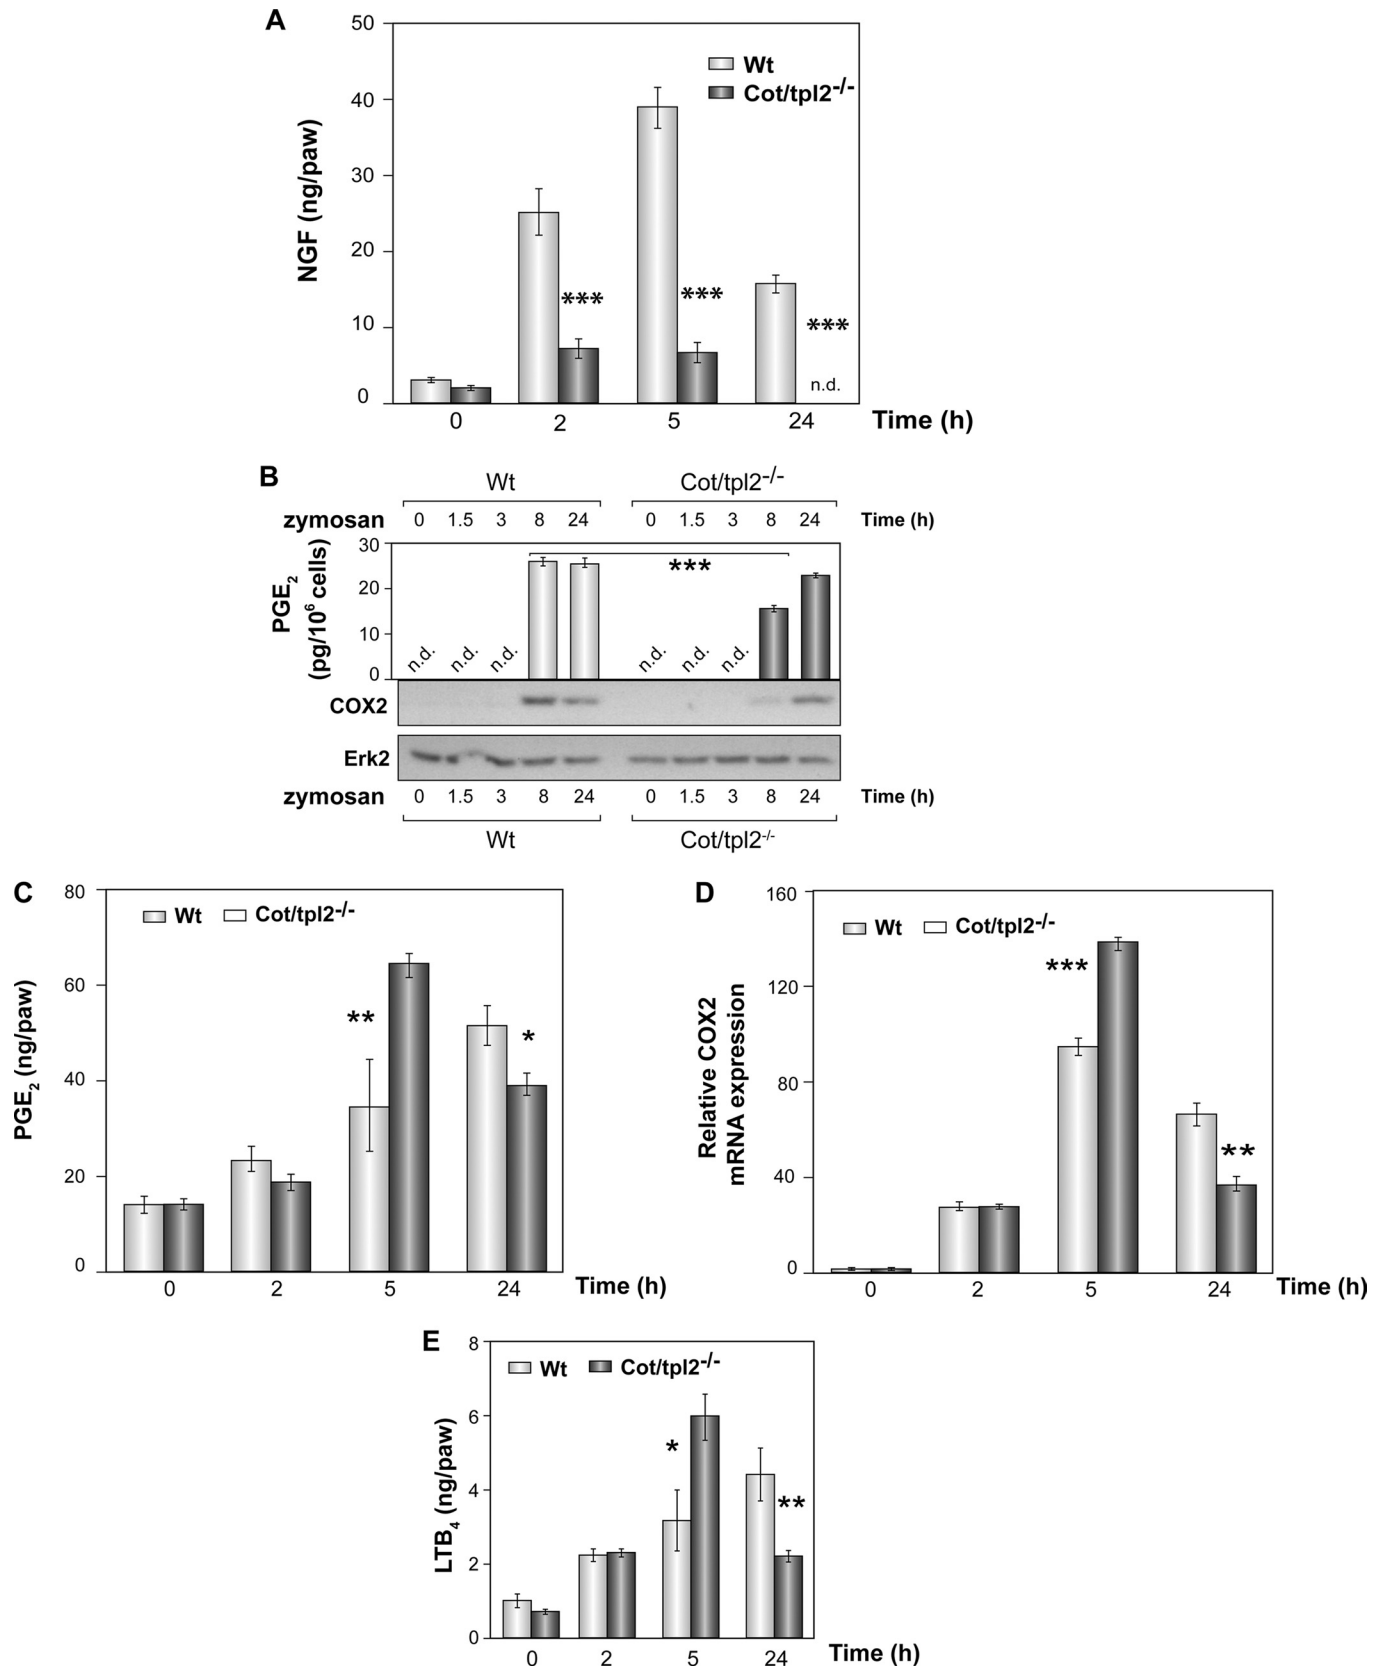 A
50
40
30
20
10
0
NGF (ng/paw)
Wt
Cot/tpl2-/-
***
***
***
n.d.
0 2 5 24 Time (h)
B
Wt Cot/tpl2-/-
zymosan 0 1.5 3 8 24 0 1.5 3 8 24 Time (h)
PGE2
(pg/10^6 cells)
30
20
10
0
***
n.d. n.d. n.d. n.d. n.d. n.d.
COX2
Erk2
zymosan 0 1.5 3 8 24 0 1.5 3 8 24 Time (h)
Wt Cot/tpl2-/-
C
80
60
40
20
0
PGE2 (ng/paw)
Wt Cot/tpl2-/-
**
*
0 2 5 24 Time (h)
D
160
120
80
40
0
Relative COX2
mRNA expression
Wt Cot/tpl2-/-
***
**
0 2 5 24 Time (h)
E
8
6
4
2
0
LTB4 (ng/paw)
Wt Cot/tpl2-/-
*
**
0 2 5 24 Time (h)